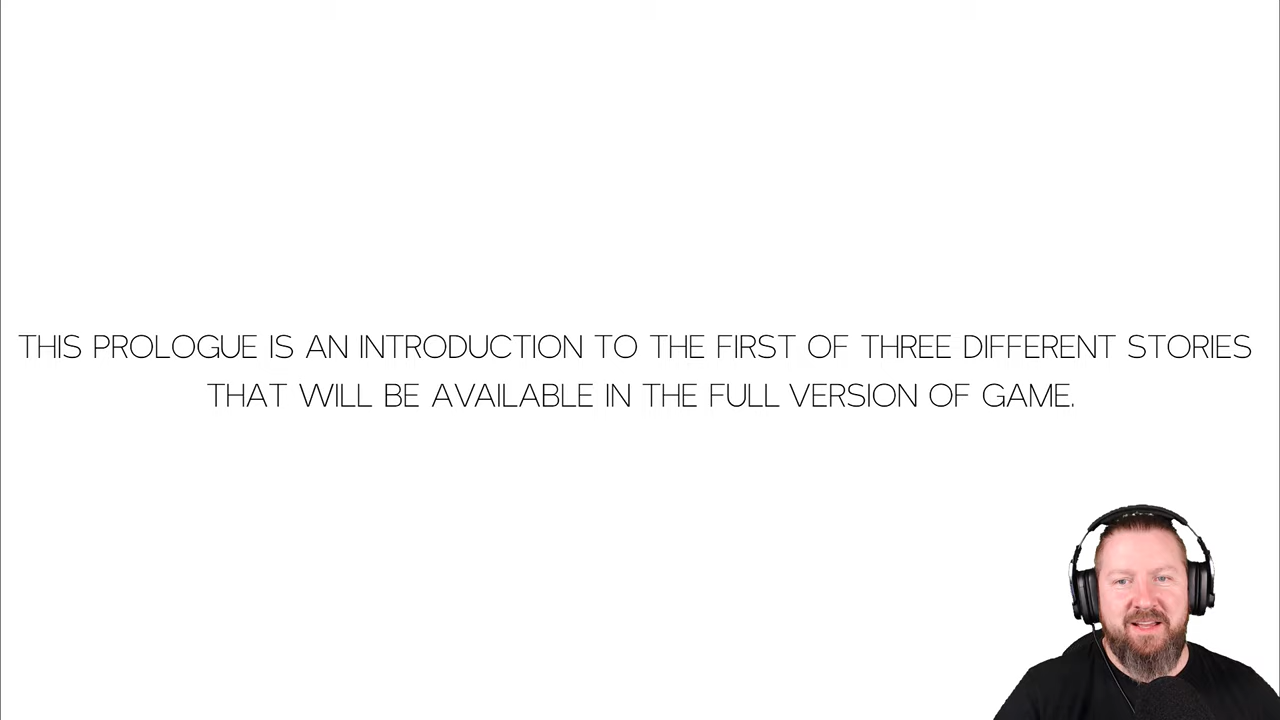 THIS PROLOGUE IS AN INTRODUCTION TO THE FIRST OF THREE DIFFERENT STORIES
THAT WILL BE AVAILABLE IN THE FULL VERSION OF GAME.